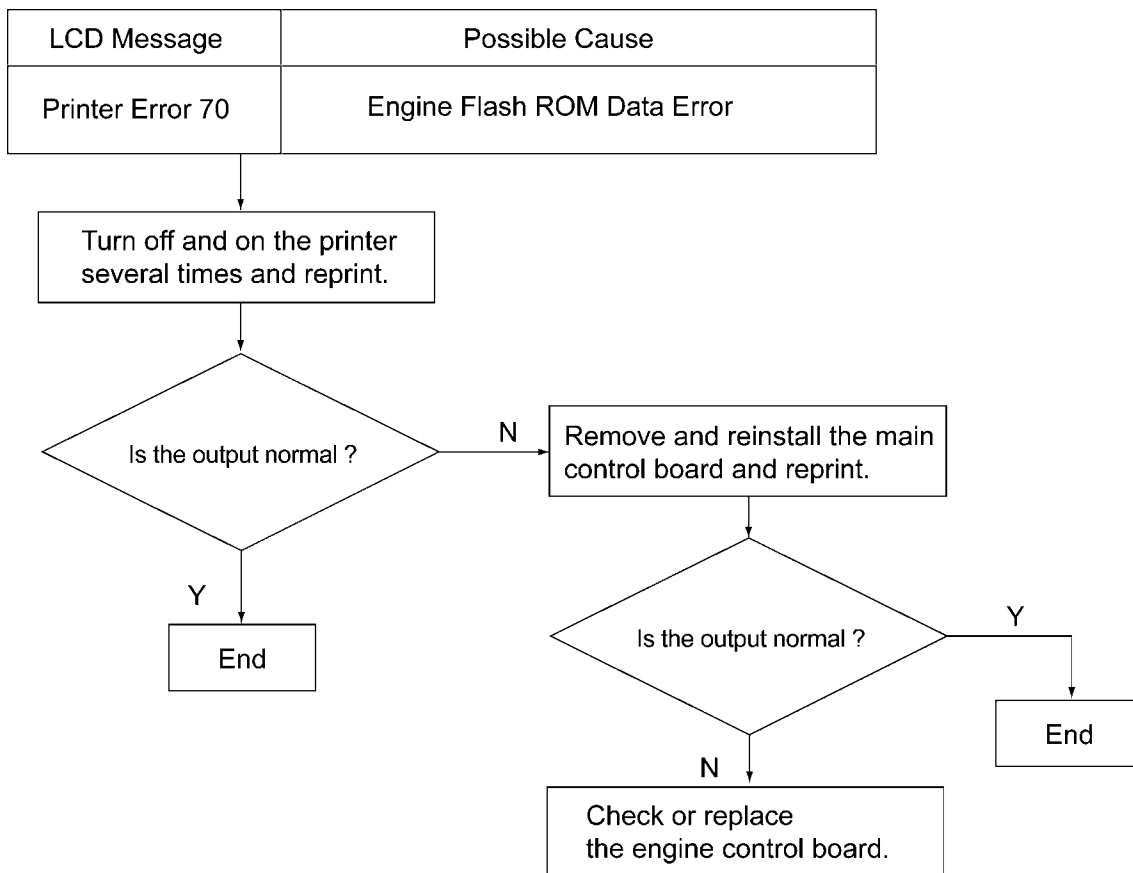 LCD Message
Possible Cause
Printer Error 70
Engine Flash ROM Data Error
Turn off and on the printer
several times and reprint.
Is the output normal ?
N
Remove and reinstall the main
control board and reprint.
Y
End
Is the output normal ?
Y
End
N
Check or replace
the engine control board.